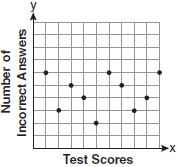 y
Number of
Incorrect Answers
x
Test Scores